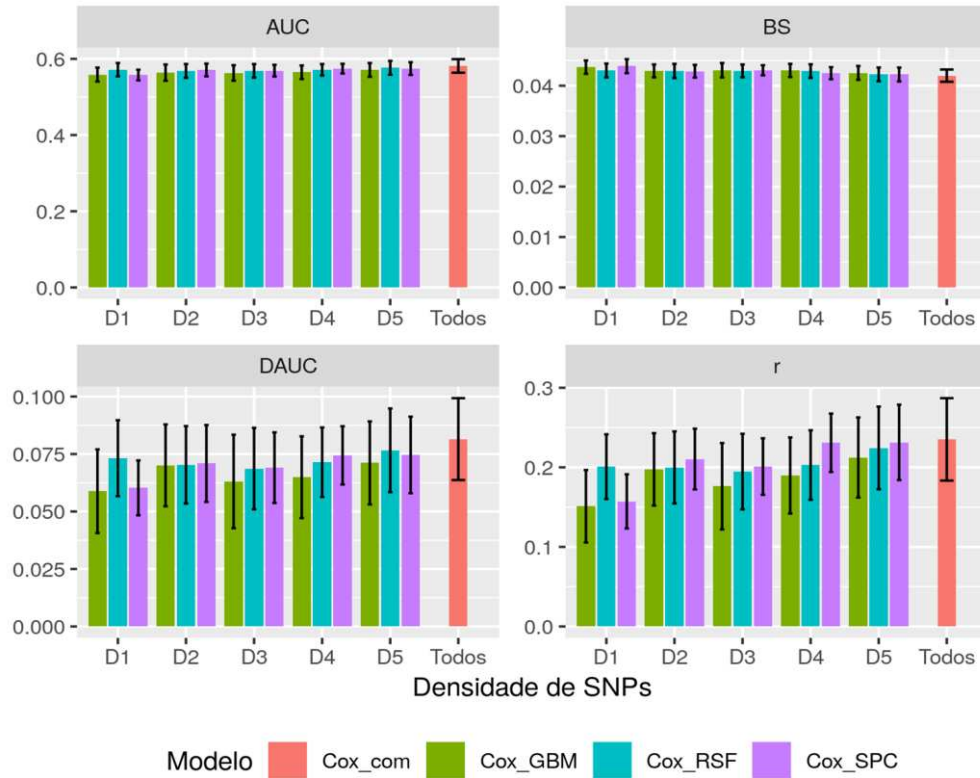 AUC
BS
0.6
0.4
0.2
0.0
0.04
0.03
0.02
0.01
0.00
D1 D2 D3 D4 D5 Todos
D1 D2 D3 D4 D5 Todos
DAUC
r
0.100
0.075
0.050
0.025
0.000
0.3
0.2
0.1
0.0
D1 D2 D3 D4 D5 Todos
D1 D2 D3 D4 D5 Todos
Densidade de SNPs
Modelo Cox_com Cox_GBM Cox_RSF Cox_SPC